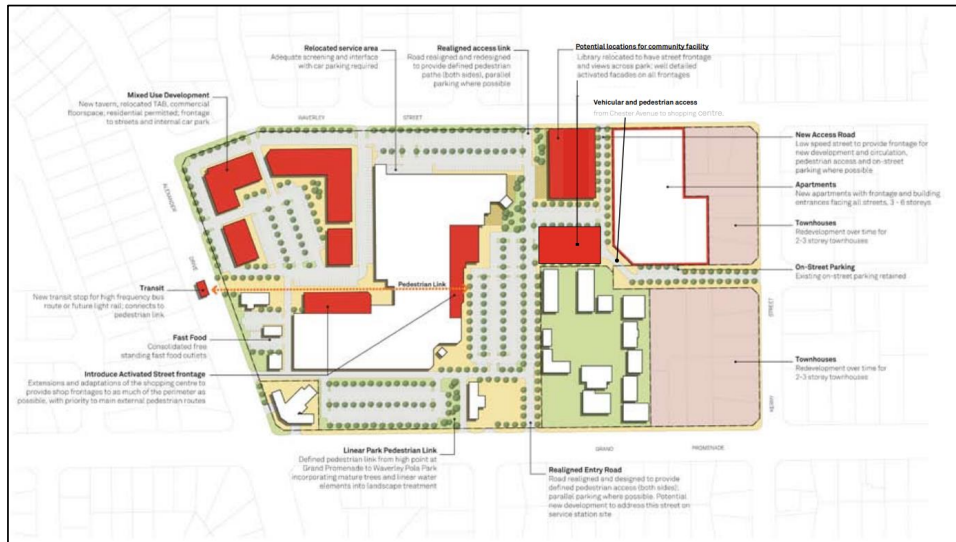 Relocated service area
Adequate screening and interface
with car parking required
Realigned access link
Road realigned and redesigned
to provide defined pedestrian
paths (both sides), parallel
parking where possible
Potential locations for community facility
Library relocated to have street frontage
and views across park; well detailed
activated facades on all frontages
Vehicular and pedestrian access
from Chester Avenue to shopping centre.
Mixed Use Development
New tavern, relocated TAB, commercial
floorspace; residential permitted; frontage
to streets and internal car park
WAVERLEY STREET
New Access Road
Low speed street to provide frontage for
new development and circulation,
pedestrian access and on-street
parking where possible
Apartments
New apartments with frontage and building
entrances facing all streets, 3 - 6 storeys
Townhouses
Redevelopment over time for
2-3 storey townhouses
On-Street Parking
Existing on-street parking retained
ALEXANDER
DRIVE
Transit
New transit stop for high frequency bus
route or future light rail; connects to
pedestrian link
Pedestrian Link
Fast Food
Consolidated free
standing fast food outlets
Introduce Activated Street frontage
Extensions and adaptations of the shopping centre to
provide shop frontages to as much of the perimeter as
possible, with priority to main external pedestrian routes
STREET
Townhouses
Redevelopment over time for
2-3 storey townhouses
GRAND PROMENADE
Linear Park Pedestrian Link
Defined pedestrian link from high point at
Grand Promenade to Waverley Polo Park
incorporating mature trees and linear water
elements into landscape treatment
Realigned Entry Road
Road realigned and designed to provide
defined pedestrian access (both sides);
parallel parking where possible. Potential
new development to address this street on
service station site